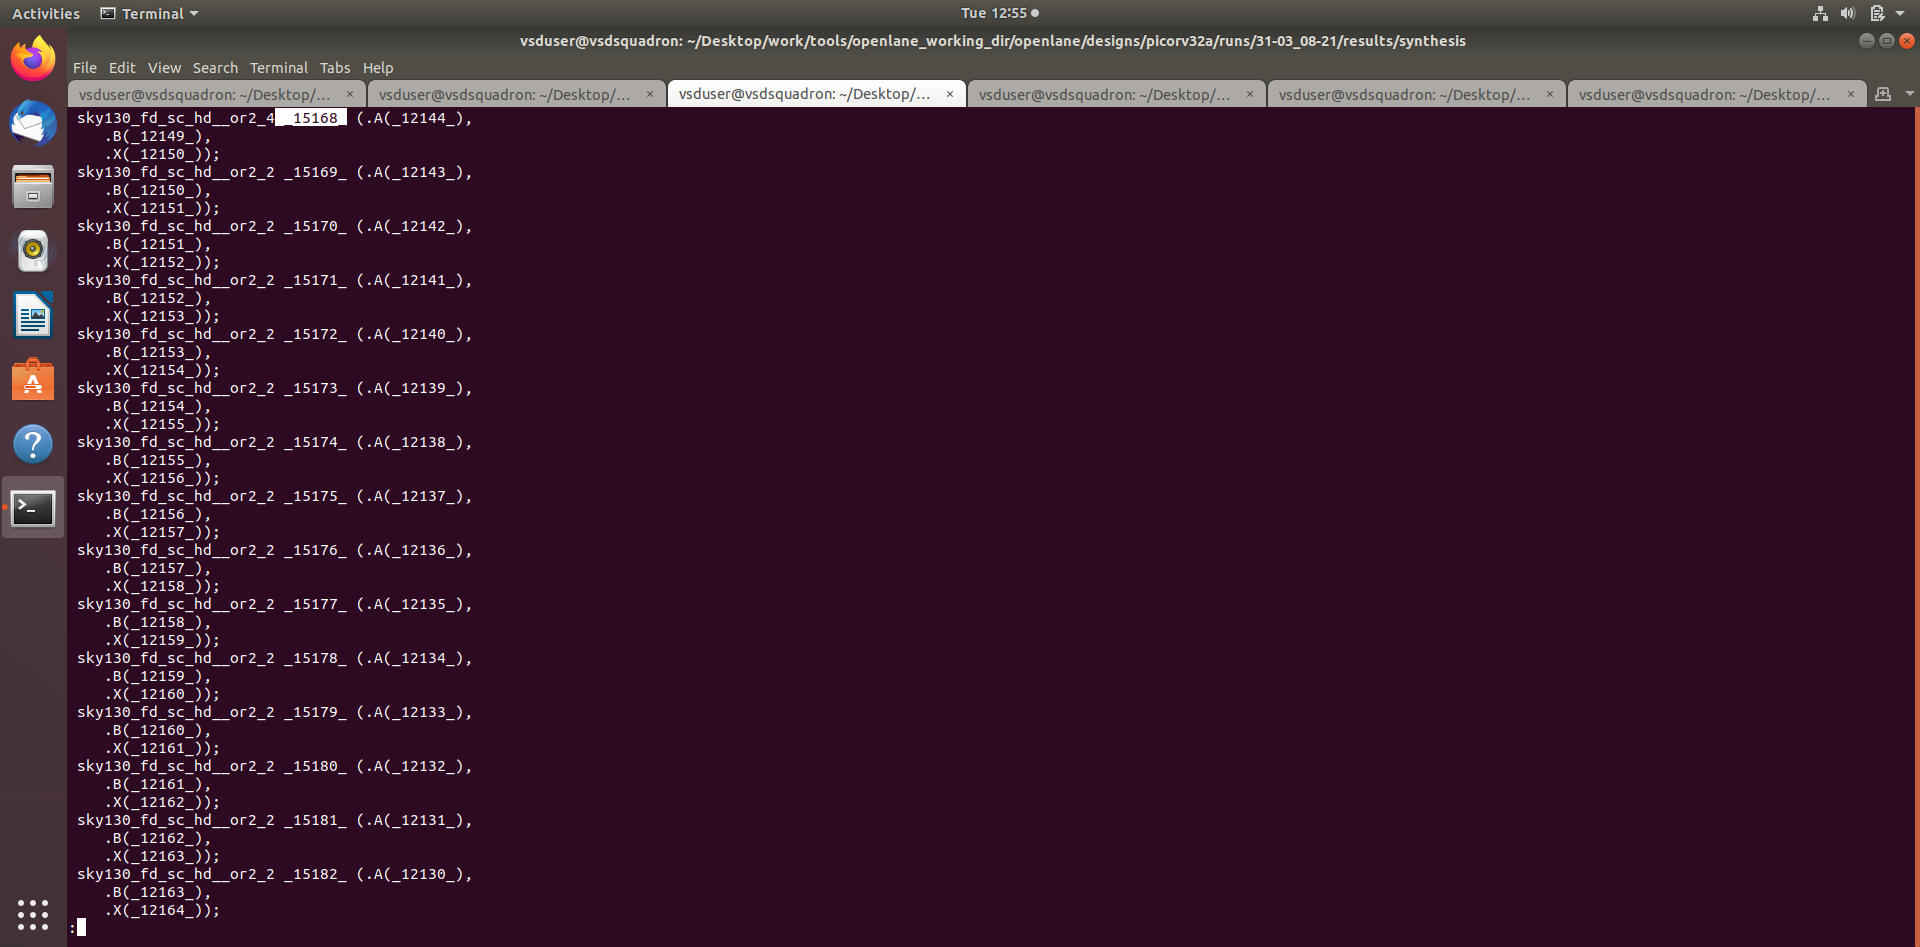 Activities Terminal Tue 12:55
vsduser@vsdsquadron: ~/Desktop/work/tools/openlane_working_dir/openlane/designs/picorv32a/runs/31-03_08-21/results/synthesis
File Edit View Search Terminal Tabs Help
vsduser@vsdsquadron: ~/Desktop/... × vsduser@vsdsquadron: ~/Desktop/... × vsduser@vsdsquadron: ~/Desktop/... × vsduser@vsdsquadron: ~/Desktop/... × vsduser@vsdsquadron: ~/Desktop/... × vsduser@vsdsquadron: ~/Desktop/... ×
sky130_fd_sc_hd__or2_4 _15168_ (.A(_12144_),
.B(_12149_),
.X(_12150_));
sky130_fd_sc_hd__or2_2 _15169_ (.A(_12143_),
.B(_12150_),
.X(_12151_));
sky130_fd_sc_hd__or2_2 _15170_ (.A(_12142_),
.B(_12151_),
.X(_12152_));
sky130_fd_sc_hd__or2_2 _15171_ (.A(_12141_),
.B(_12152_),
.X(_12153_));
sky130_fd_sc_hd__or2_2 _15172_ (.A(_12140_),
.B(_12153_),
.X(_12154_));
sky130_fd_sc_hd__or2_2 _15173_ (.A(_12139_),
.B(_12154_),
.X(_12155_));
sky130_fd_sc_hd__or2_2 _15174_ (.A(_12138_),
.B(_12155_),
.X(_12156_));
sky130_fd_sc_hd__or2_2 _15175_ (.A(_12137_),
.B(_12156_),
.X(_12157_));
sky130_fd_sc_hd__or2_2 _15176_ (.A(_12136_),
.B(_12157_),
.X(_12158_));
sky130_fd_sc_hd__or2_2 _15177_ (.A(_12135_),
.B(_12158_),
.X(_12159_));
sky130_fd_sc_hd__or2_2 _15178_ (.A(_12134_),
.B(_12159_),
.X(_12160_));
sky130_fd_sc_hd__or2_2 _15179_ (.A(_12133_),
.B(_12160_),
.X(_12161_));
sky130_fd_sc_hd__or2_2 _15180_ (.A(_12132_),
.B(_12161_),
.X(_12162_));
sky130_fd_sc_hd__or2_2 _15181_ (.A(_12131_),
.B(_12162_),
.X(_12163_));
sky130_fd_sc_hd__or2_2 _15182_ (.A(_12130_),
.B(_12163_),
.X(_12164_));
: